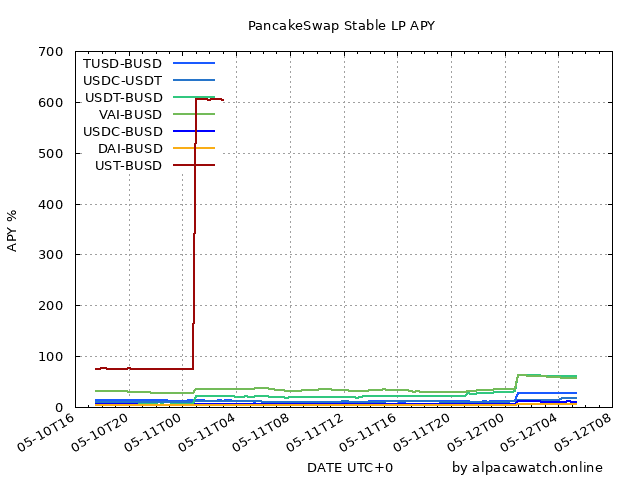 PancakeSwap Stable LP APY
700
600
500
400
300
200
100
0
APY %
TUSD-BUSD
USDC-USDT
USDT-BUSD
VAI-BUSD
USDC-BUSD
DAI-BUSD
UST-BUSD
05-10T16
05-10T20
05-11T00
05-11T04
05-11T08
05-11T12
05-11T16
05-11T20
05-12T00
05-12T04
05-12T08
DATE UTC+0
by alpacawatch.online